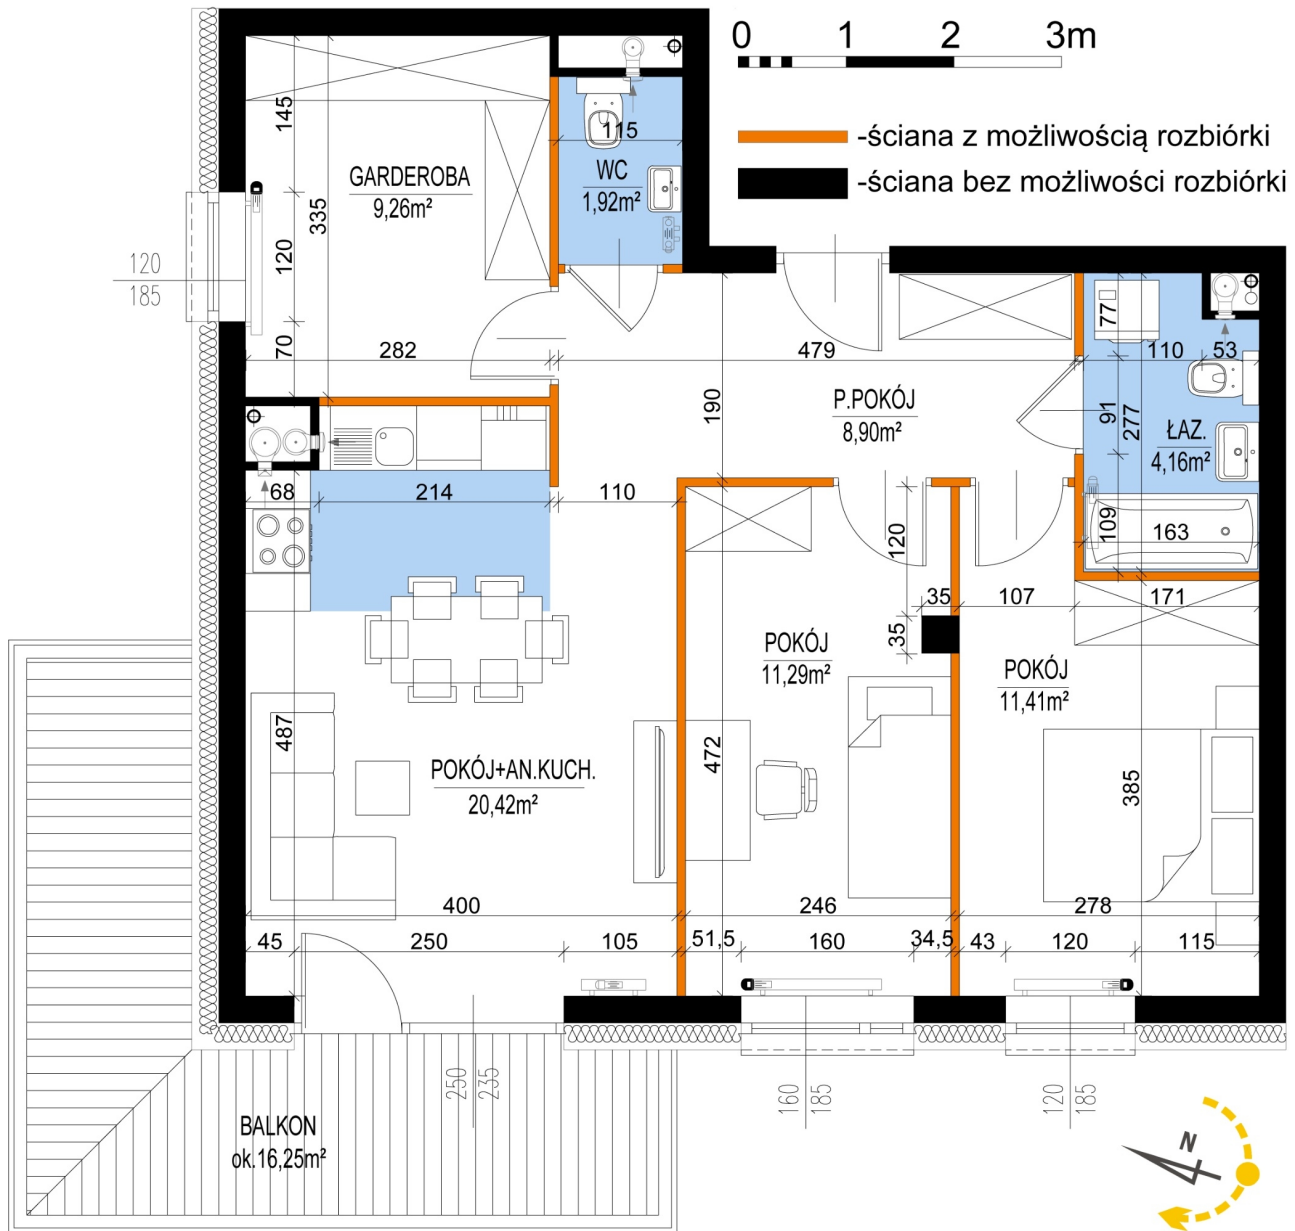 0 1 2 3m
-ściana z możliwością rozbiórki
-ściana bez możliwości rozbiórki
145
115
GARDEROBA
9,26m²
WC
1,92m²
335
120
120
185
70
282
479
77
110
53
190
P.POKÓJ
8,90m²
91
277
ŁAZ.
4,16m²
68
214
110
109
163
120
35
107
171
35
POKÓJ
11,29m²
POKÓJ
11,41m²
487
472
385
POKÓJ+AN.KUCH.
20,42m²
400
246
278
45
250
105
51,5
160
34,5
43
120
115
250
235
160
185
120
185
BALKON
ok.16,25m²
N